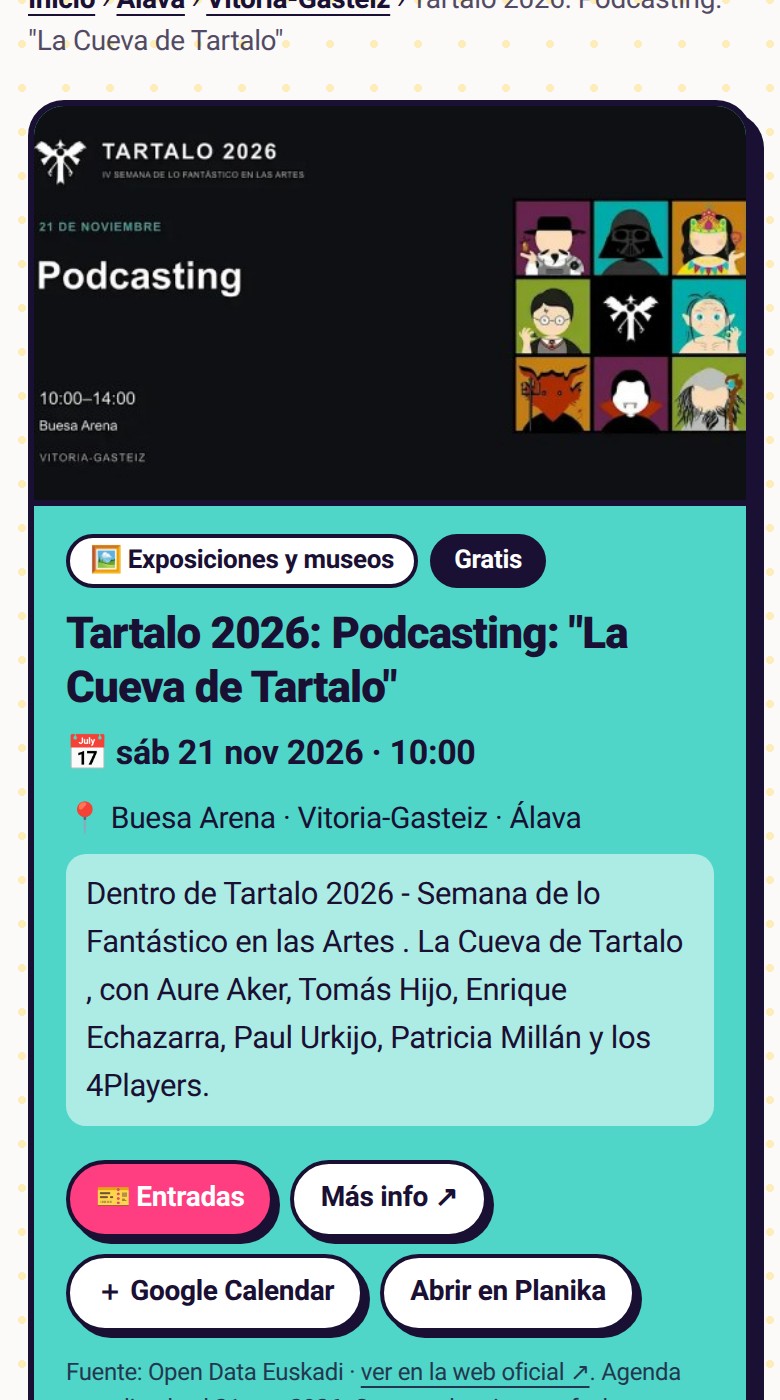 Inicio › Álava › Vitoria-Gasteiz › Tartalo 2026: Podcasting:
"La Cueva de Tartalo"
TARTALO 2026
IV SEMANA DE LO FANTÁSTICO EN LAS ARTES
21 DE NOVIEMBRE
Podcasting
10:00–14:00
Buesa Arena
VITORIA-GASTEIZ
Exposiciones y museos
Gratis
Tartalo 2026: Podcasting: "La
Cueva de Tartalo"
July
17
sáb 21 nov 2026 · 10:00
Buesa Arena · Vitoria-Gasteiz · Álava
Dentro de Tartalo 2026 - Semana de lo
Fantástico en las Artes . La Cueva de Tartalo
, con Aure Aker, Tomás Hijo, Enrique
Echazarra, Paul Urkijo, Patricia Millán y los
4Players.
Entradas
Más info ↗
+ Google Calendar
Abrir en Planika
Fuente: Open Data Euskadi · ver en la web oficial ↗. Agenda